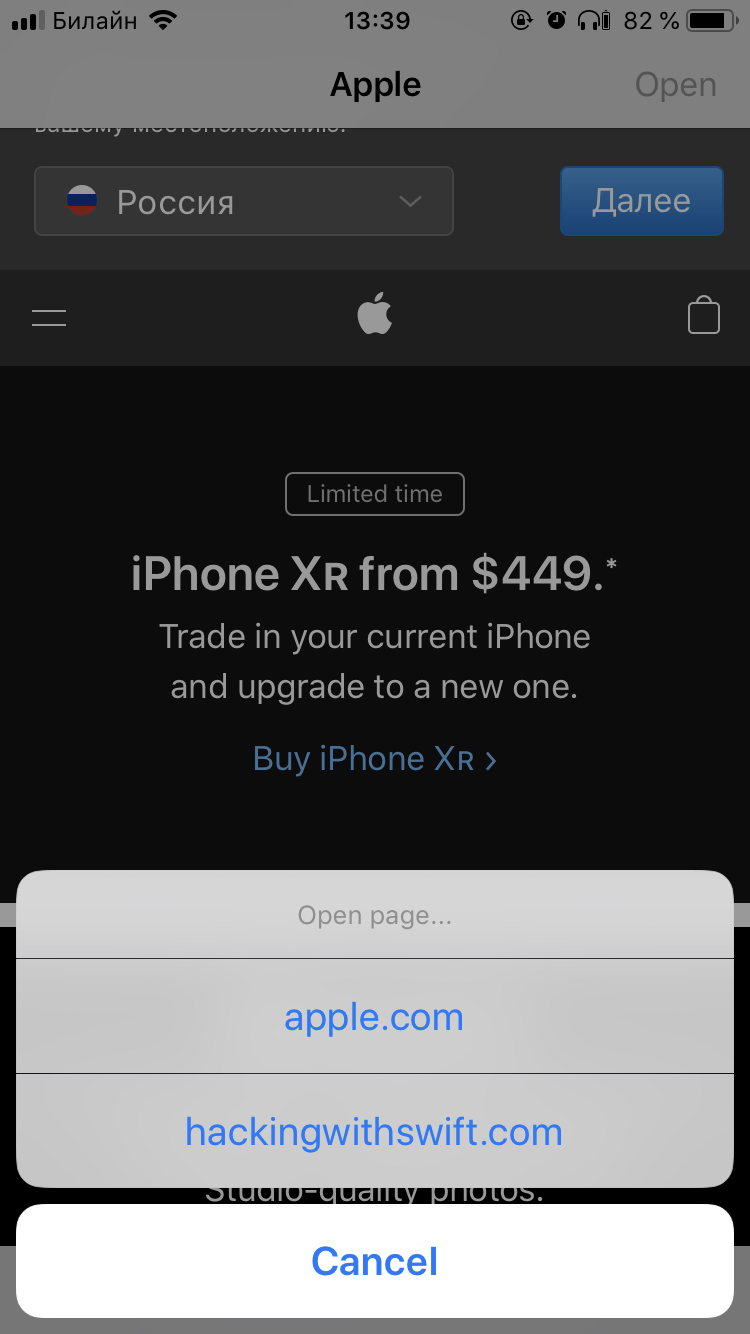 Билайн 13:39 82 %
Apple Open
вашему местоположению.
Россия Далее
Limited time
iPhone XR from $449.*
Trade in your current iPhone
and upgrade to a new one.
Buy iPhone XR >
Open page...
apple.com
hackingwithswift.com
Studio-quality photos.
Cancel